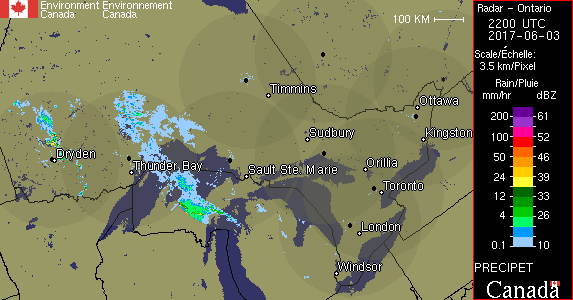 Environment Environnement
Canada Canada
100 KM
Timmins
Ottawa
Sudbury
Kingston
Dryden
Thunder Bay
Sault Ste. Marie
Orillia
Toronto
London
Windsor
Radar - Ontario
2200 UTC
2017-06-03
Scale/Échelle:
3.5 km/Pixel
Rain/Pluie
mm/hr dBZ
200 61
100 52
50 46
24 39
12 33
4 26
0.1 10
PRECIPET
Canada